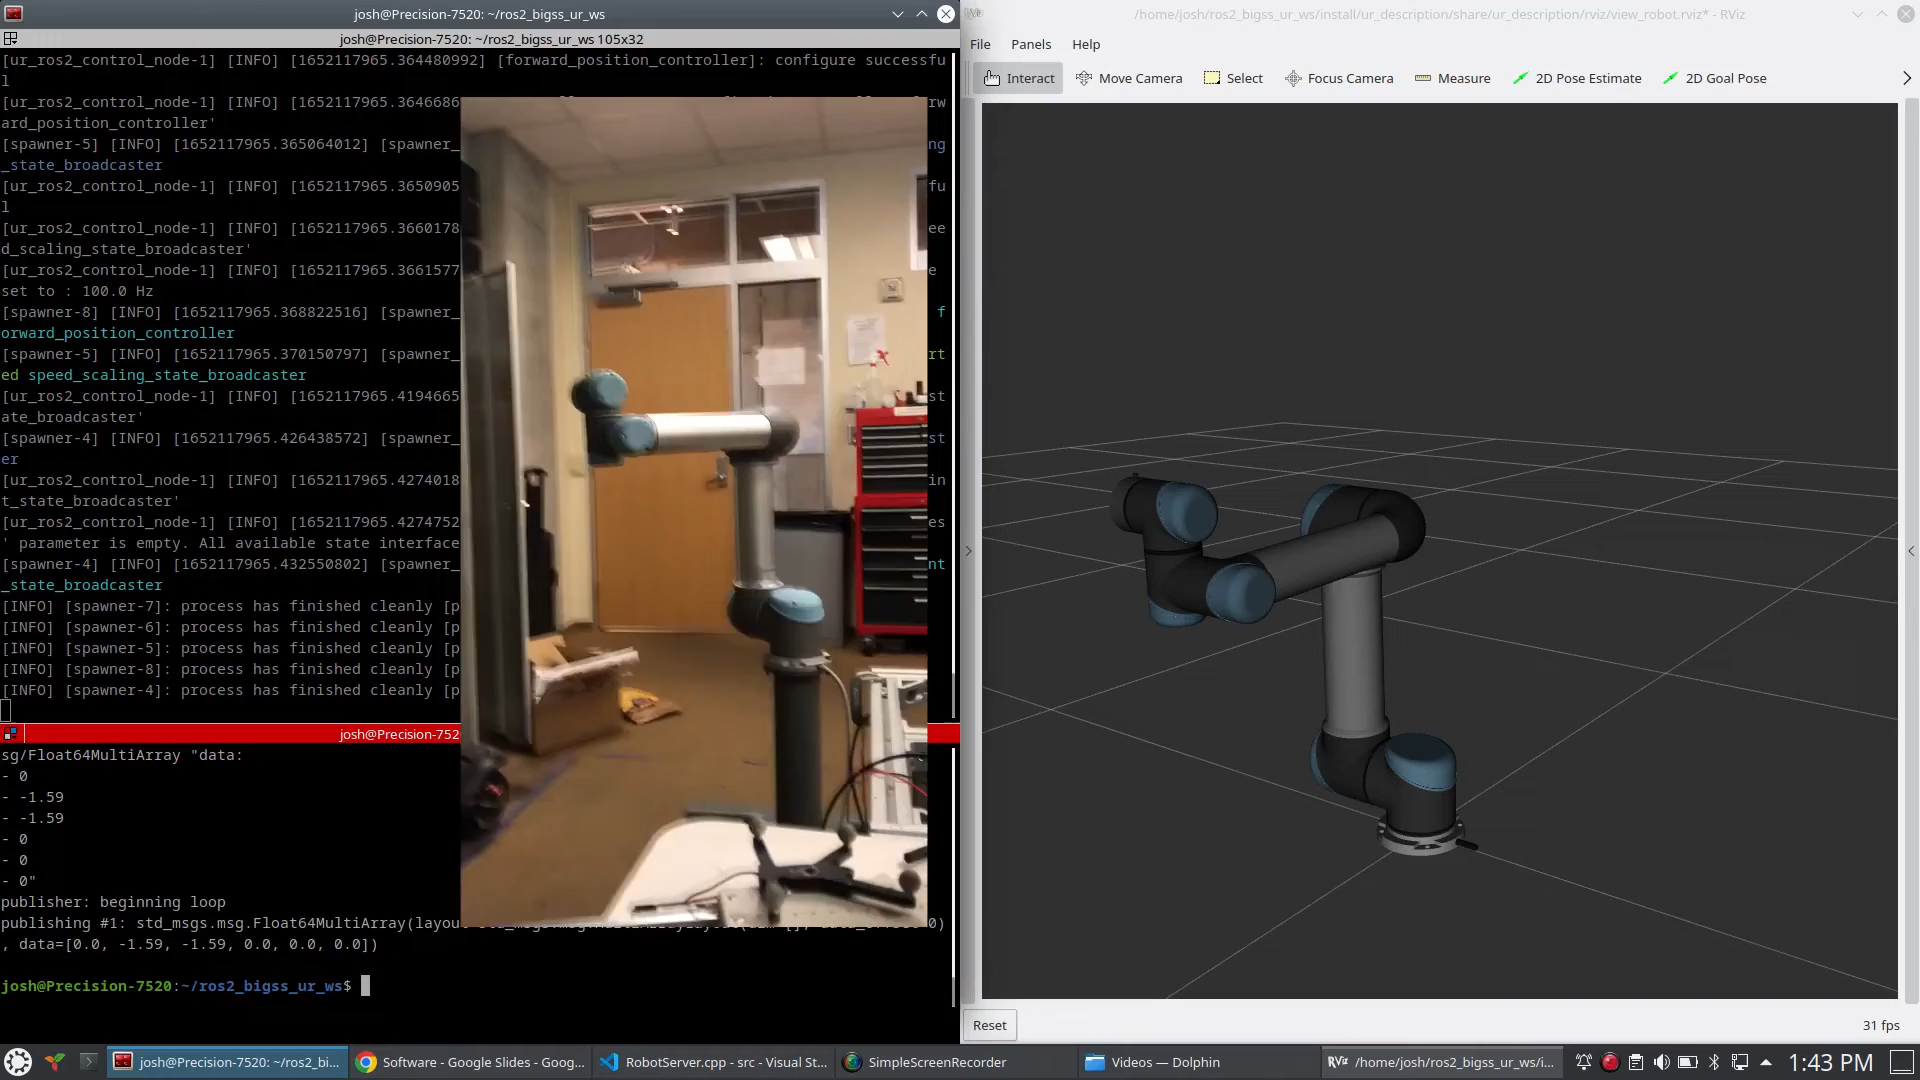 josh@Precision-7520: ~/ros2_bigss_ur_ws
josh@Precision-7520: ~/ros2_bigss_ur_ws 105x32
[ur_ros2_control_node-1] [INFO] [1652117965.364480992] [forward_position_controller]: configure successfu
l
[ur_ros2_control_node-1] [INFO] [1652117965.3646686 rw
ard_position_controller'
[spawner-5] [INFO] [1652117965.365064012] [spawner_ ng
_state_broadcaster
[ur_ros2_control_node-1] [INFO] [1652117965.3650905 fu
l
[ur_ros2_control_node-1] [INFO] [1652117965.3660178 ee
d_scaling_state_broadcaster'
[ur_ros2_control_node-1] [INFO] [1652117965.3661577 e
set to : 100.0 Hz
[spawner-8] [INFO] [1652117965.368822516] [spawner_ f
orward_position_controller
[spawner-5] [INFO] [1652117965.370150797] [spawner_ rt
ed speed_scaling_state_broadcaster
[ur_ros2_control_node-1] [INFO] [1652117965.4194665 st
ate_broadcaster'
[spawner-4] [INFO] [1652117965.426438572] [spawner_ st
er
[ur_ros2_control_node-1] [INFO] [1652117965.4274018 in
t_state_broadcaster'
[ur_ros2_control_node-1] [INFO] [1652117965.4274752 es
' parameter is empty. All available state interface
[spawner-4] [INFO] [1652117965.432550802] [spawner_ nt
_state_broadcaster
[INFO] [spawner-7]: process has finished cleanly [p
[INFO] [spawner-6]: process has finished cleanly [p
[INFO] [spawner-5]: process has finished cleanly [p
[INFO] [spawner-8]: process has finished cleanly [p
[INFO] [spawner-4]: process has finished cleanly [p
josh@Precision-752
sg/Float64MultiArray "data:
- 0
- -1.59
- -1.59
- 0
- 0
- 0"
publisher: beginning loop
publishing #1: std_msgs.msg.Float64MultiArray(layou 0)
, data=[0.0, -1.59, -1.59, 0.0, 0.0, 0.0])
josh@Precision-7520:~/ros2_bigss_ur_ws$
/home/josh/ros2_bigss_ur_ws/install/ur_description/share/ur_description/rviz/view_robot.rviz* - RViz
File Panels Help
Interact Move Camera Select Focus Camera Measure 2D Pose Estimate 2D Goal Pose
Reset
31 fps
josh@Precision-7520: ~/ros2_bi...
Software - Google Slides - Goog...
RobotServer.cpp - src - Visual St...
SimpleScreenRecorder
Videos — Dolphin
RViz /home/josh/ros2_bigss_ur_ws/i...
1:43 PM